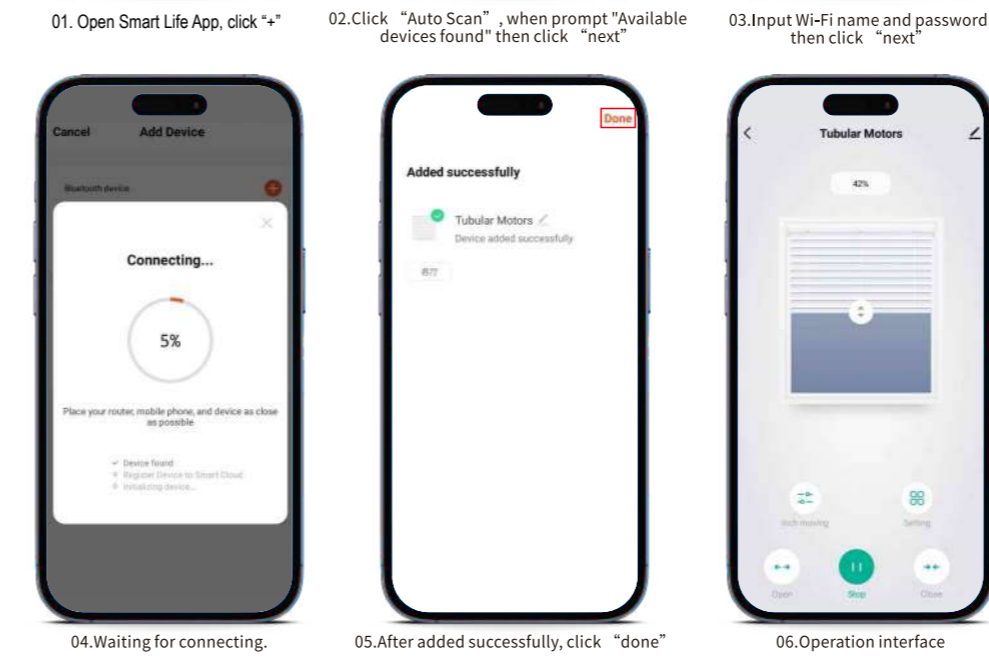 01. Open Smart Life App, click “+”
02.Click “Auto Scan”, when prompt "Available
devices found" then click “next”
03.Input Wi-Fi name and password
then click “next”
Cancel
Add Device
Bluetooth device
Connecting...
5%
Place your router, mobile phone, and device as close
as possible
Device found
Register Device to Smart Cloud
Initializing device...
04.Waiting for connecting.
Done
Added successfully
Tubular Motors
Device added successfully
05.After added successfully, click “done”
Tubular Motors
42%
Inch moving
Setting
Open
Stop
Close
06.Operation interface